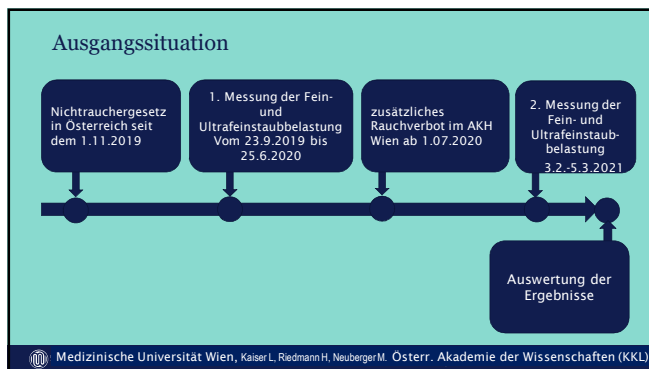 Ausgangssituation
Nichtrauchergesetz
in Österreich seit
dem 1.11.2019
1. Messung der Fein-
und
Ultrafeinstaubbelastung
Vom 23.9.2019 bis
25.6.2020
zusätzliches
Rauchverbot im AKH
Wien ab 1.07.2020
2. Messung der
Fein- und
Ultrafeinstaub-
belastung
3.2.-5.3.2021
Auswertung der
Ergebnisse
Medizinische Universität Wien, Kaiser L, Riedmann H, Neuberger M. Österr. Akademie der Wissenschaften (KKL)